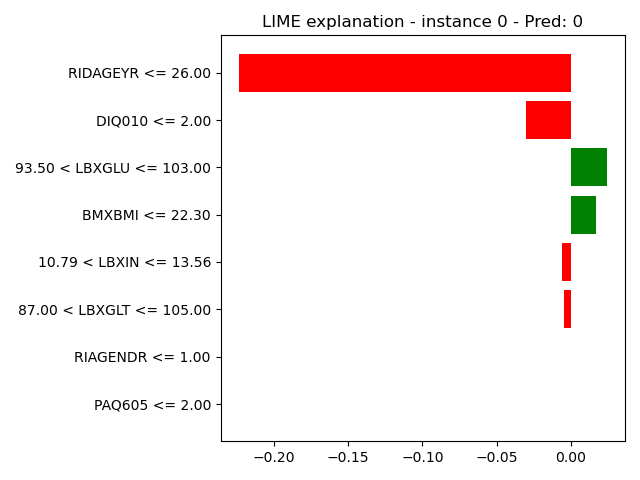 LIME explanation - instance 0 - Pred: 0
RIDAGEYR <= 26.00
DIQ010 <= 2.00
93.50 < LBXGLU <= 103.00
BMXBMI <= 22.30
10.79 < LBXIN <= 13.56
87.00 < LBXGLT <= 105.00
RIAGENDR <= 1.00
PAQ605 <= 2.00
−0.20 −0.15 −0.10 −0.05 0.00